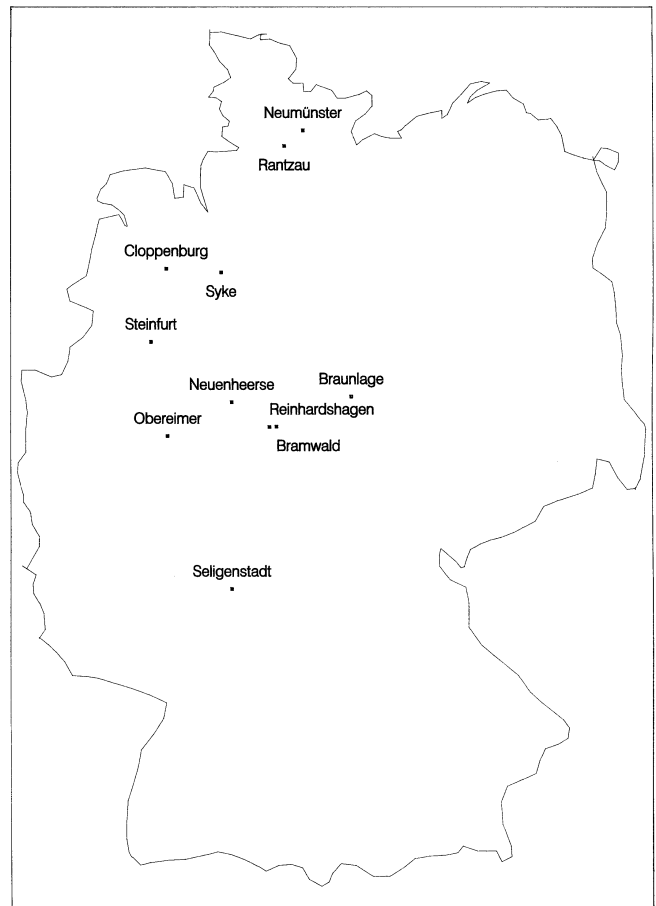 Neumünster
Rantzau
Cloppenburg
Syke
Steinfurt
Braunlage
Neuenheerse
Reinhardshagen
Obereimer
Bramwald
Seligenstadt